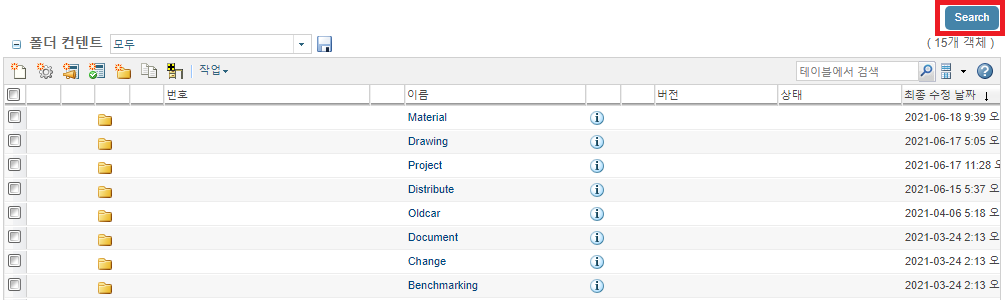 Search
폴더 컨텐트 모두
( 15개 객체 )
작업 테이블에서 검색
번호 이름 버전 상태 최종 수정 날짜
Material 2021-06-18 9:39 오
Drawing 2021-06-17 5:05 오
Project 2021-06-17 11:28 오
Distribute 2021-06-15 5:37 오
Oldcar 2021-04-06 5:18 오
Document 2021-03-24 2:13 오
Change 2021-03-24 2:13 오
Benchmarking 2021-03-24 2:13 오